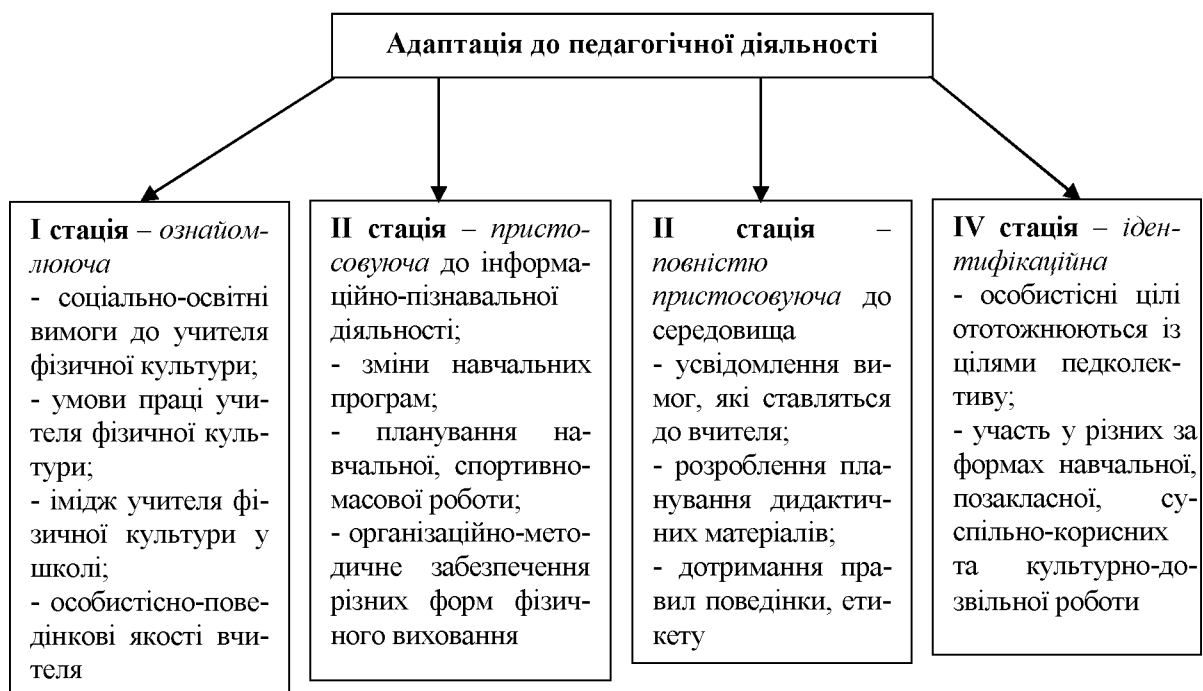 Адаптація до педагогічної діяльності
І стація – ознайом-
лююча
- соціально-освітні
вимоги до учителя
фізичної культури;
- умови праці учи-
теля фізичної куль-
тури;
- імідж учителя фі-
зичної культури у
школі;
- особистісно-пове-
дінкові якості вчи-
теля
ІІ стація – присто-
совуюча до інформа-
ційно-пізнавальної
діяльності;
- зміни навчальних
програм;
- планування на-
вчальної, спортивно-
масової роботи;
- організаційно-мето-
дичне забезпечення
різних форм фізич-
ного виховання
ІІ стація –
повністю
пристосовуюча до
середовища
- усвідомлення ви-
мог, які ставляться
до вчителя;
- розроблення пла-
нування дидактич-
них матеріалів;
- дотримання пра-
вил поведінки, ети-
кету
IV стація – іден-
тифікаційна
- особистісні цілі
ототожнюються із
цілями педколек-
тиву;
- участь у різних за
формах навчальної,
позакласної, су-
спільно-корисних
та культурно-до-
звільної роботи